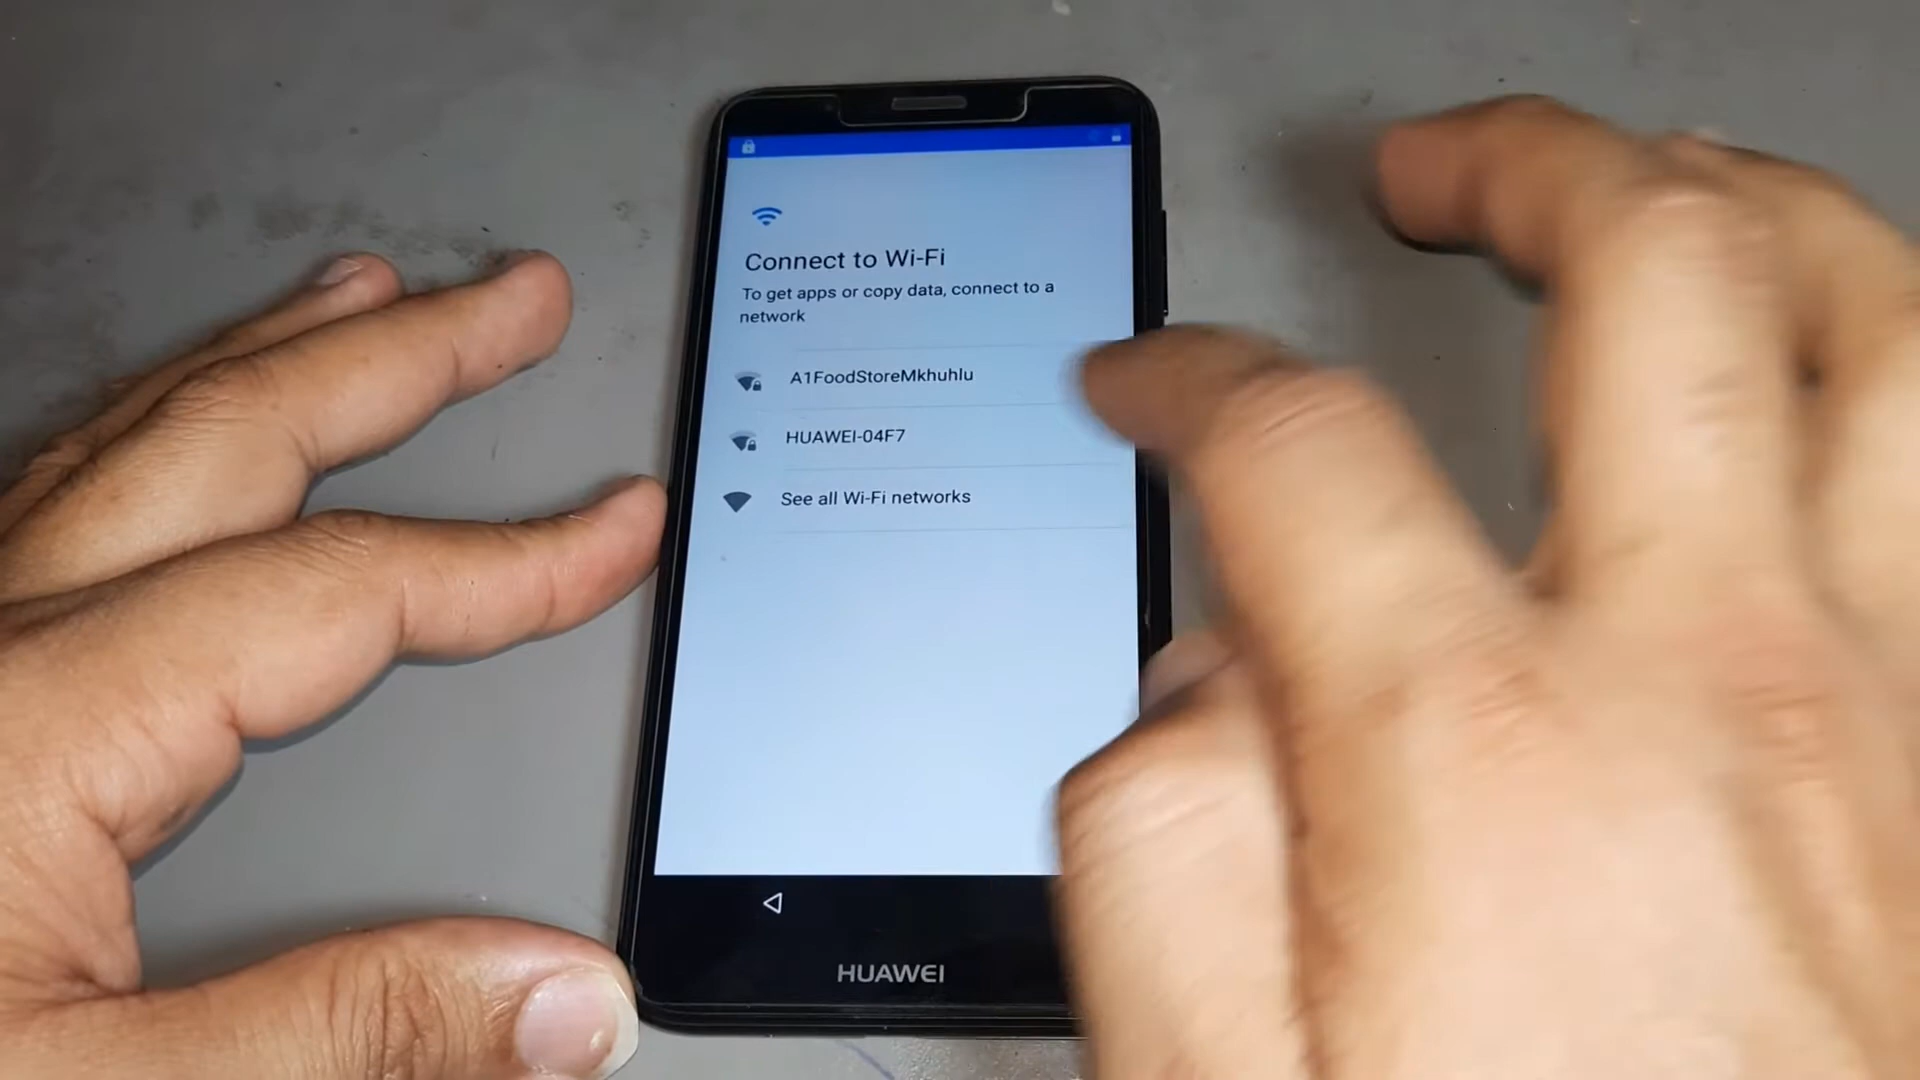 Connect to Wi-Fi
To get apps or copy data, connect to a
network
A1FoodStoreMkhuhlu
HUAWEI-04F7
See all Wi-Fi networks
HUAWEI